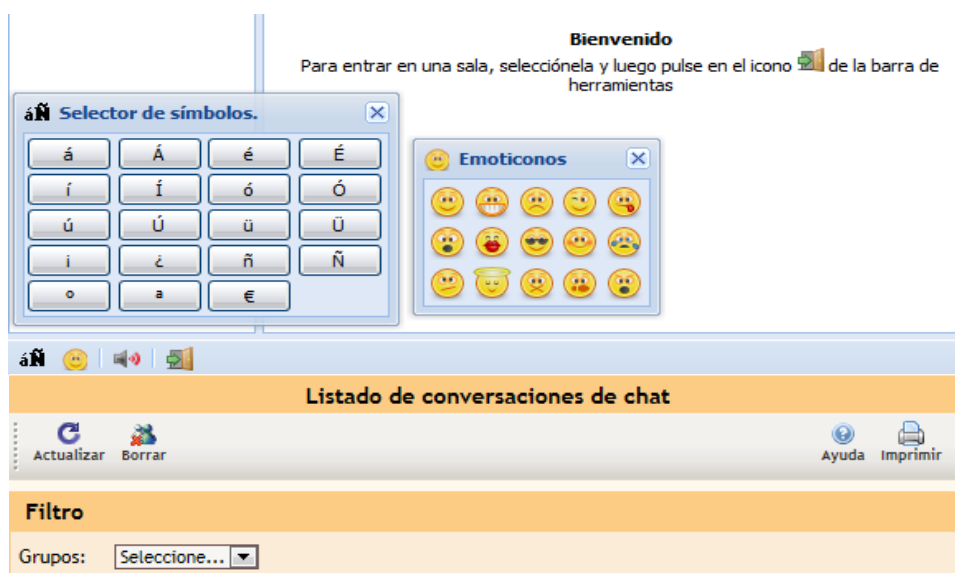 Bienvenido
Para entrar en una sala, selecciónela y luego pulse en el icono de la barra de
herramientas
áÑ Selector de símbolos.
á Á é É
í Í ó Ó
ú Ú ü Ü
¡ ¿ ñ Ñ
º ª €
Emoticonos
áÑ
Listado de conversaciones de chat
Actualizar Borrar Ayuda Imprimir
Filtro
Grupos: Seleccione...